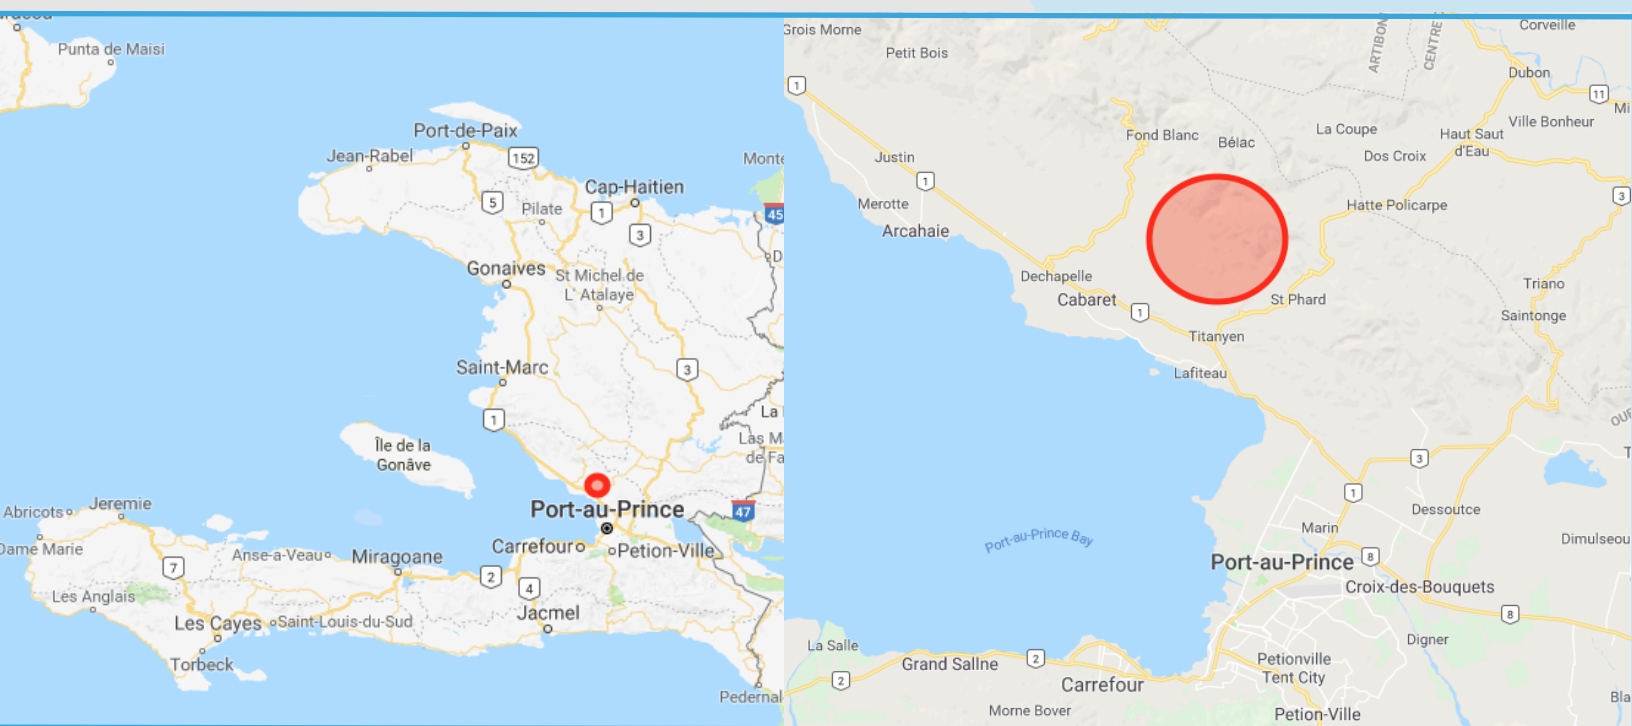 Punta de Maisi
Port-de-Paix
Jean-Rabel
152
Monte
Cap-Haitien
5
Pilate
1
45
3
Gonaives
St Michel de
L' Atalaye
D
Saint-Marc
3
1
La
Las M
de Fa
Île de la
Gonâve
Jeremie
Abricots
Port-au-Prince
47
Dame Marie
Anse-a-Veau
Miragoane
Carrefour
Petion-Ville
7
2
4
Les Anglais
Jacmel
Les Cayes
Saint-Louis-du-Sud
Torbeck
Pedernal
Grois Morne
Petit Bois
ARTIBON
CENTRE
Corveille
Dubon
1
11
Mi
Ville Bonheur
Fond Blanc
Bélac
La Coupe
Haut Saut
d'Eau
Justin
Dos Croix
1
Merotte
Hatte Policarpe
3
Arcahaie
Dechapelle
Cabaret
St Phard
Triano
1
Saintonge
Titanyen
Lafiteau
OUE
3
T
1
Dessoutce
Marin
Port-au-Prince Bay
Dimulseou
Port-au-Prince
8
Croix-des-Bouquets
8
La Salle
Digner
Grand Sallne
2
Petionville
Tent City
2
Carrefour
Bla
Morne Bover
Petion-Ville